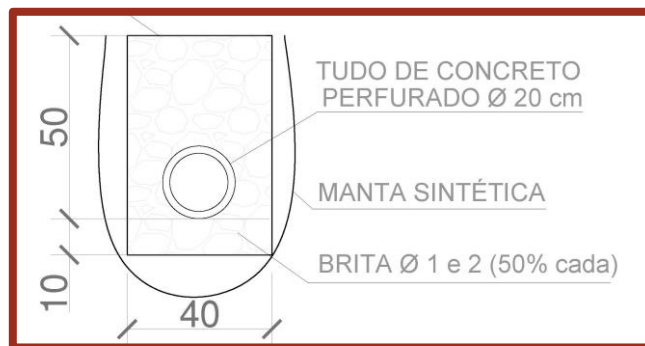 TUDO DE CONCRETO
PERFURADO Ø 20 cm
50
MANTA SINTÉTICA
BRITA Ø 1 e 2 (50% cada)
10
40